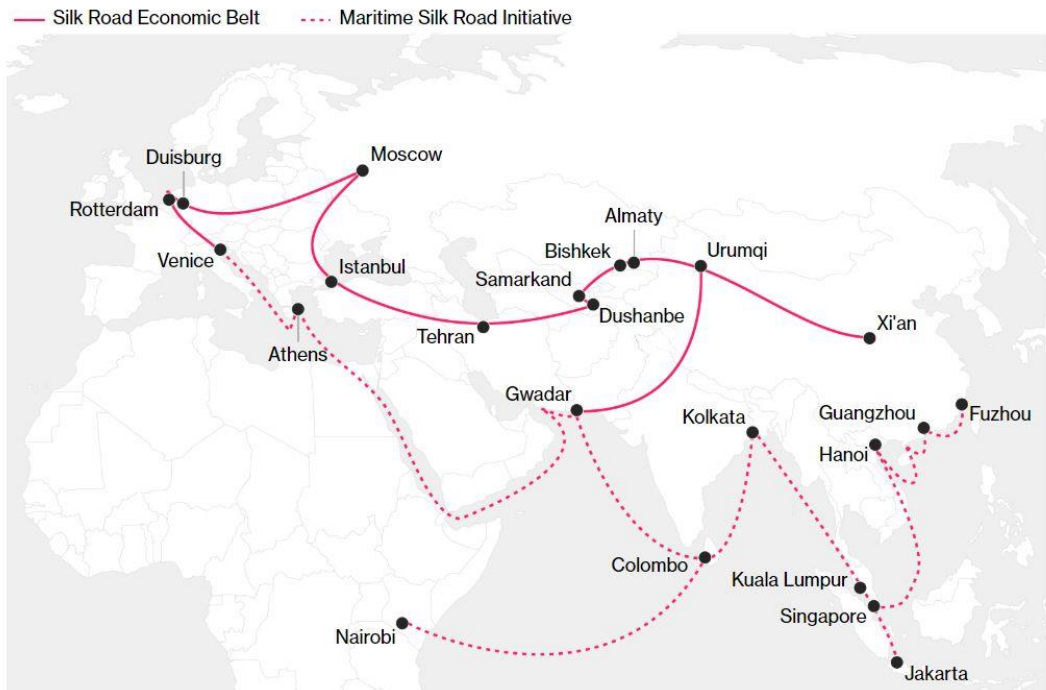 Silk Road Economic Belt
Maritime Silk Road Initiative
Moscow
Duisburg
Rotterdam
Almaty
Bishkek
Urumqi
Venice
Istanbul
Samarkand
Dushanbe
Xi'an
Tehran
Athens
Gwadar
Kolkata
Guangzhou
Fuzhou
Hanoi
Colombo
Kuala Lumpur
Singapore
Nairobi
Jakarta